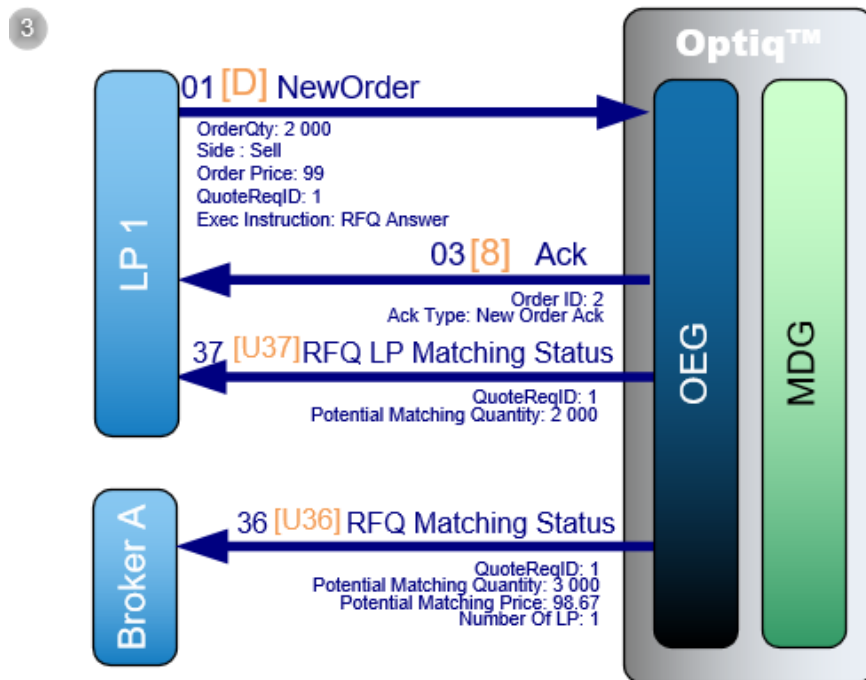 3
Optiq™
01 [D] NewOrder
OrderQty: 2 000
Side : Sell
Order Price: 99
QuoteReqID: 1
Exec Instruction: RFQ Answer
LP 1
03 [8] Ack
Order ID: 2
Ack Type: New Order Ack
37 [U37] RFQ LP Matching Status
QuoteReqID: 1
Potential Matching Quantity: 2 000
OEG
MDG
Broker A
36 [U36] RFQ Matching Status
QuoteReqID: 1
Potential Matching Quantity: 3 000
Potential Matching Price: 98.67
Number Of LP: 1